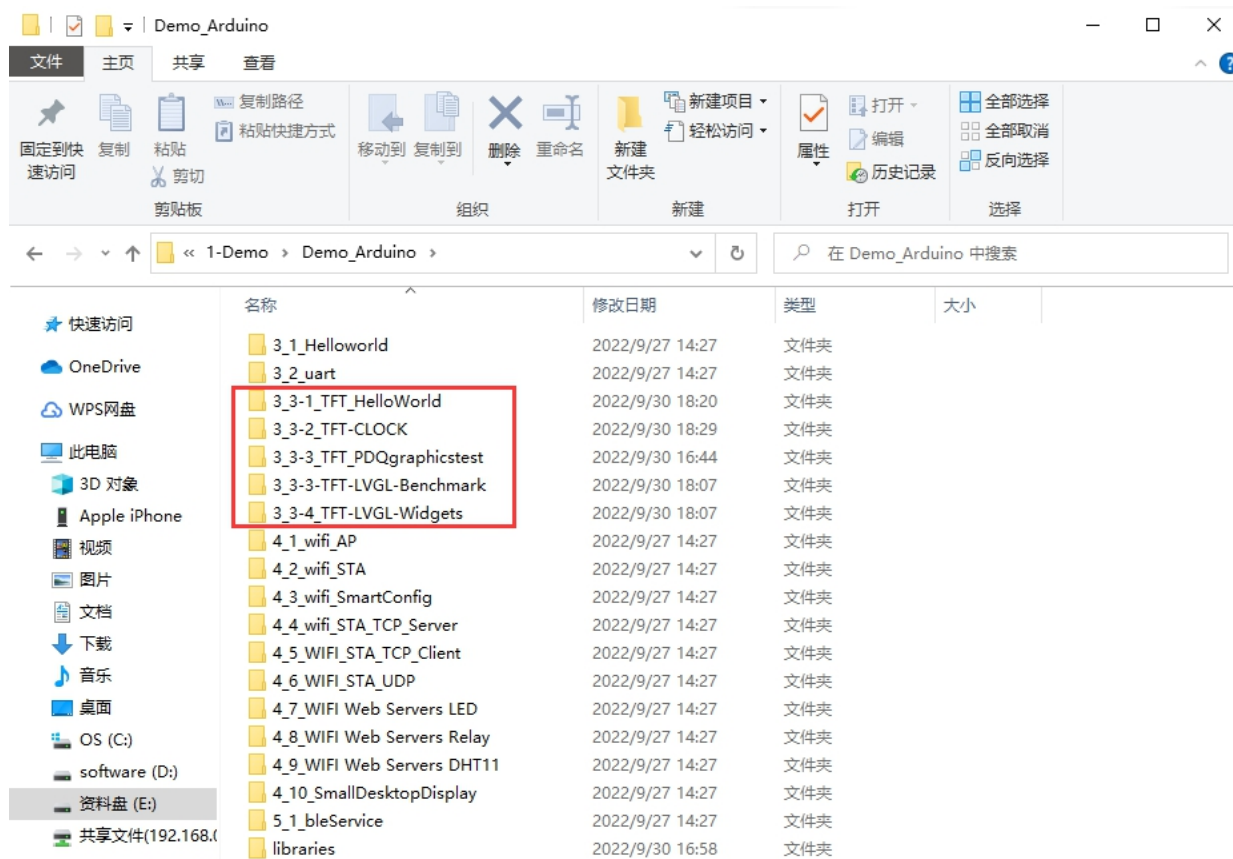 Demo_Arduino
文件 主页 共享 查看
固定到快速访问
复制
粘贴
复制路径
粘贴快捷方式
剪切
剪贴板
移动到 复制到 删除 重命名
组织
新建文件夹
新建项目
轻松访问
新建
属性
打开
编辑
历史记录
打开
全部选择
全部取消
反向选择
选择
« 1-Demo › Demo_Arduino ›
在 Demo_Arduino 中搜索
快速访问
OneDrive
WPS网盘
此电脑
3D 对象
Apple iPhone
视频
图片
文档
下载
音乐
桌面
OS (C:)
software (D:)
资料盘 (E:)
共享文件(192.168.
名称 修改日期 类型 大小
3_1_Helloworld 2022/9/27 14:27 文件夹
3_2_uart 2022/9/27 14:27 文件夹
3_3-1_TFT_HelloWorld 2022/9/30 18:20 文件夹
3_3-2_TFT-CLOCK 2022/9/30 18:29 文件夹
3_3-3_TFT_PDQgraphicstest 2022/9/30 16:44 文件夹
3_3-3-TFT-LVGL-Benchmark 2022/9/30 18:07 文件夹
3_3-4_TFT-LVGL-Widgets 2022/9/30 18:07 文件夹
4_1_wifi_AP 2022/9/27 14:27 文件夹
4_2_wifi_STA 2022/9/27 14:27 文件夹
4_3_wifi_SmartConfig 2022/9/27 14:27 文件夹
4_4_wifi_STA_TCP_Server 2022/9/27 14:27 文件夹
4_5_WIFI_STA_TCP_Client 2022/9/27 14:27 文件夹
4_6_WIFI_STA_UDP 2022/9/27 14:27 文件夹
4_7_WIFI Web Servers LED 2022/9/27 14:27 文件夹
4_8_WIFI Web Servers Relay 2022/9/27 14:27 文件夹
4_9_WIFI Web Servers DHT11 2022/9/27 14:27 文件夹
4_10_SmallDesktopDisplay 2022/9/27 14:27 文件夹
5_1_bleService 2022/9/27 14:27 文件夹
libraries 2022/9/30 16:58 文件夹